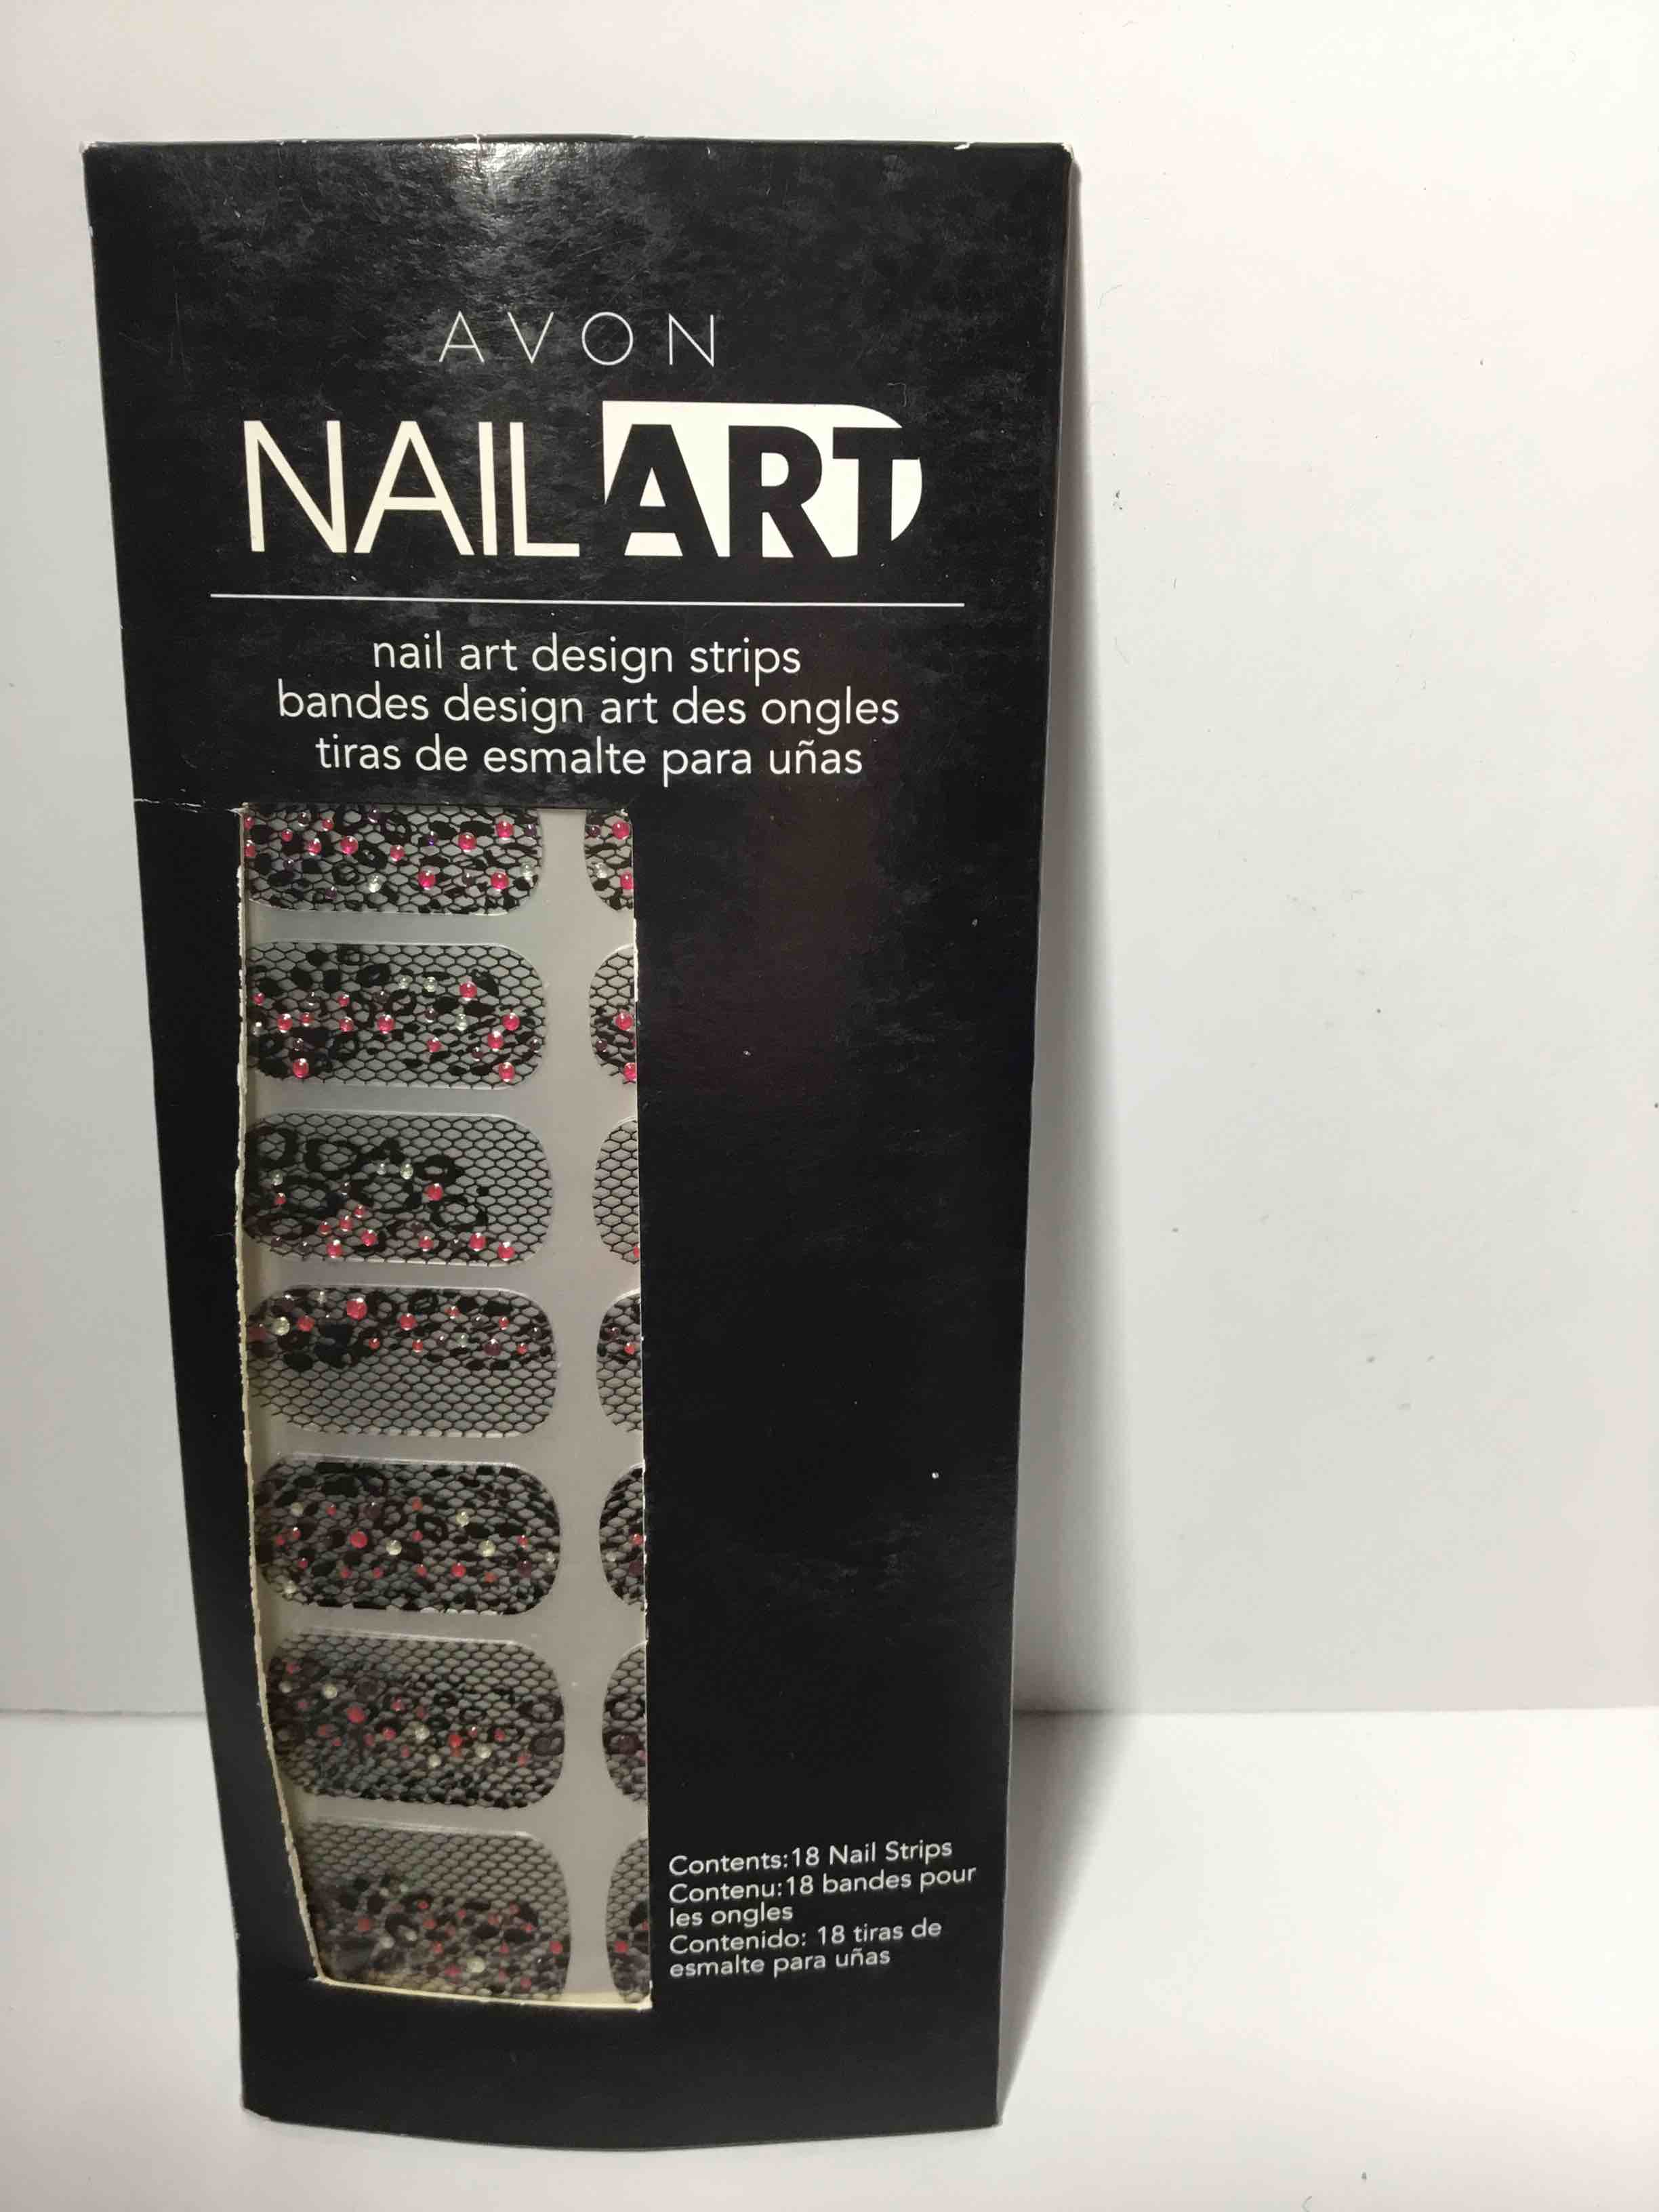 AVON
NAIL ART
nail art design strips
bandes design art des ongles
tiras de esmalte para uñas
Contents:18 Nail Strips
Contenu:18 bandes pour
les ongles
Contenido: 18 tiras de
esmalte para uñas